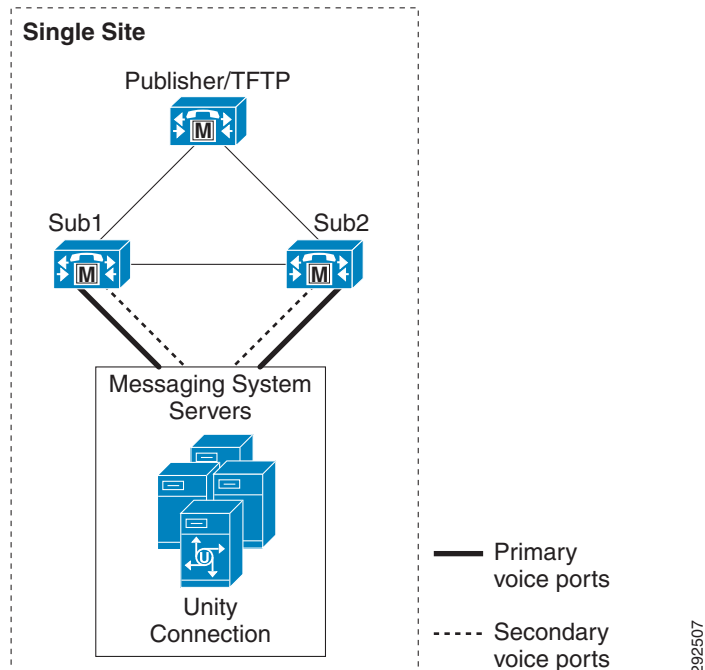 Single Site
Publisher/TFTP
M
Sub1
Sub2
M
M
Messaging System
Servers
U
Unity
Connection
Primary
voice ports
Secondary
voice ports
292507